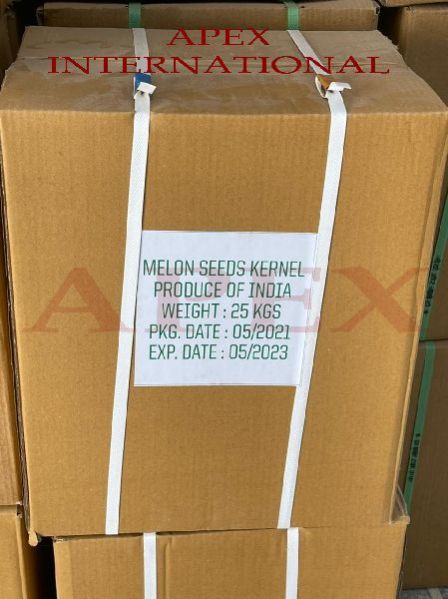 APEX
INTERNATIONAL
MELON SEEDS KERNEL
PRODUCE OF INDIA
WEIGHT : 25 KGS
PKG. DATE : 05/2021
EXP. DATE : 05/2023
APEX